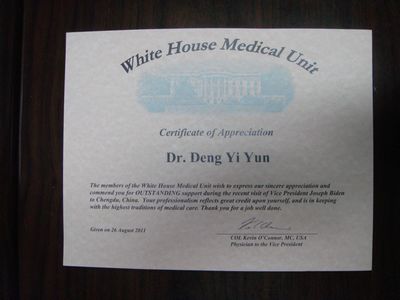 White House Medical Unit
Certificate of Appreciation
Dr. Deng Yi Yun
The members of the White House Medical Unit wish to express our sincere appreciation and
commend you for OUTSTANDING support during the recent visit of Vice President Joseph Biden
to Chengdu, China. Your professionalism reflects great credit upon yourself, and is in keeping
with the highest traditions of medical care. Thank you for a job well done.
Given on 26 August 2011
COL Kevin O'Connor, MC, USA
Physician to the Vice President